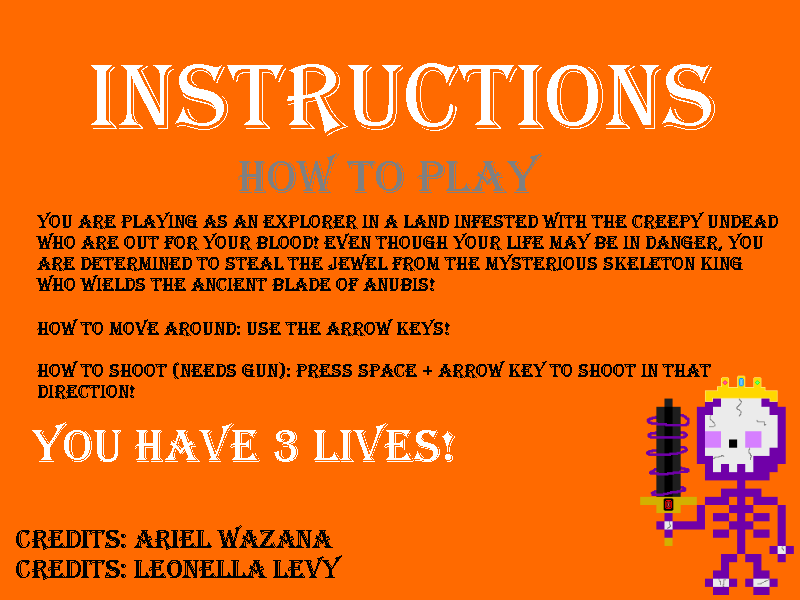 INSTRUCTIONS
HOW TO PLAY
YOU ARE PLAYING AS AN EXPLORER IN A LAND INFESTED WITH THE CREEPY UNDEAD
WHO ARE OUT FOR YOUR BLOOD! EVEN THOUGH YOUR LIFE MAY BE IN DANGER, YOU
ARE DETERMINED TO STEAL THE JEWEL FROM THE MYSTERIOUS SKELETON KING
WHO WIELDS THE ANCIENT BLADE OF ANUBIS!
HOW TO MOVE AROUND: USE THE ARROW KEYS!
HOW TO SHOOT (NEEDS GUN): PRESS SPACE + ARROW KEY TO SHOOT IN THAT
DIRECTION!
YOU HAVE 3 LIVES!
CREDITS: ARIEL WAZANA
CREDITS: LEONELLA LEVY